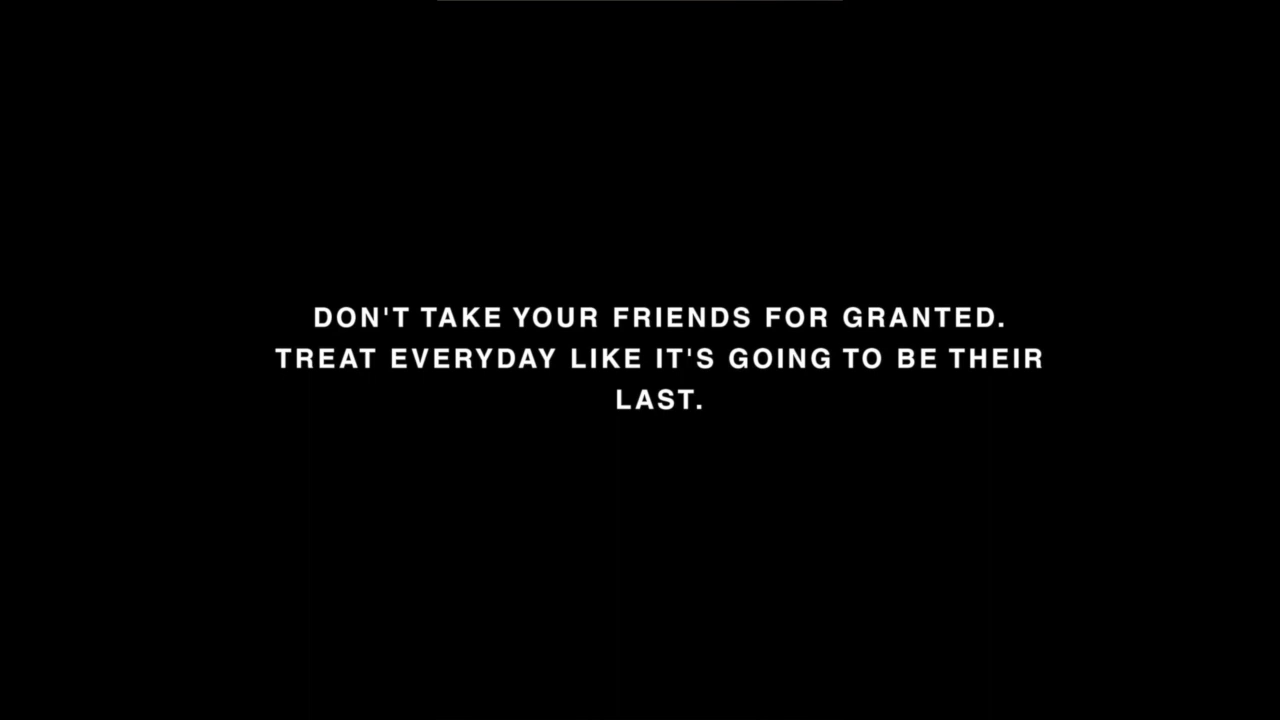 DON'T TAKE YOUR FRIENDS FOR GRANTED.
TREAT EVERYDAY LIKE IT'S GOING TO BE THEIR
LAST.